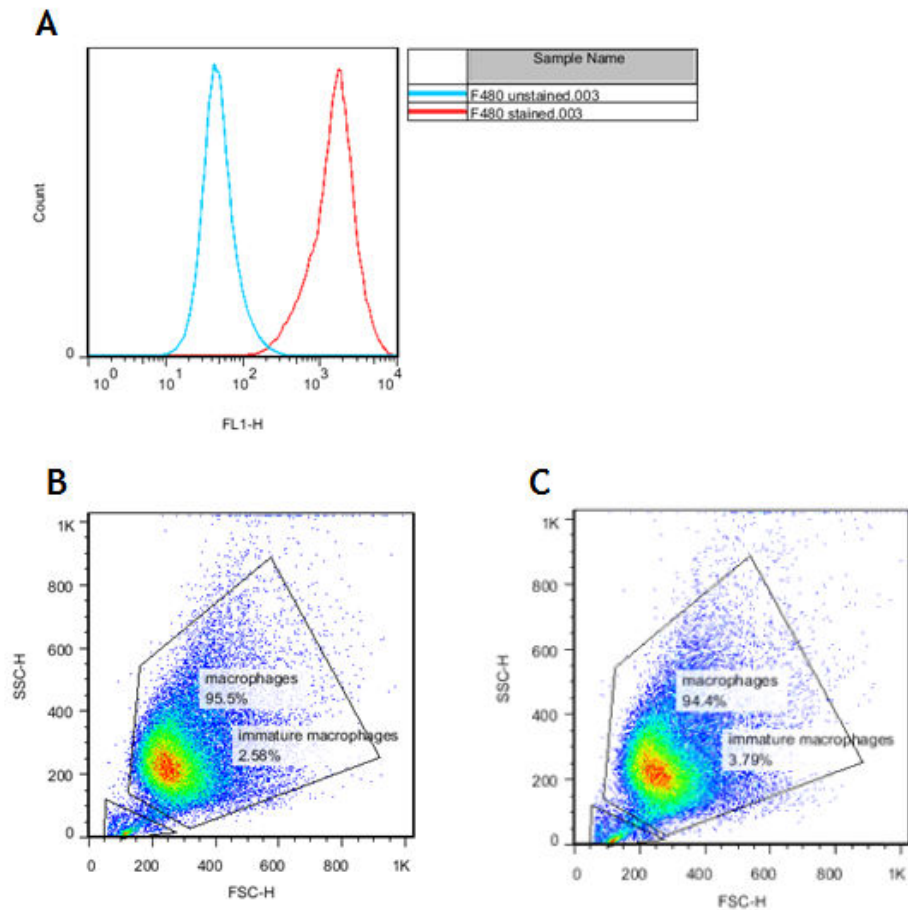 A
Sample Name
F480 unstained.003
F480 stained.003
Count
0
10^0 10^1 10^2 10^3 10^4
FL1-H
B
1K
800
600
400
200
0
SSC-H
macrophages
95.5%
immature macrophages
2.58%
0 200 400 600 800 1K
FSC-H
C
1K
800
600
400
200
0
SSC-H
macrophages
94.4%
immature macrophages
3.79%
0 200 400 600 800 1K
FSC-H